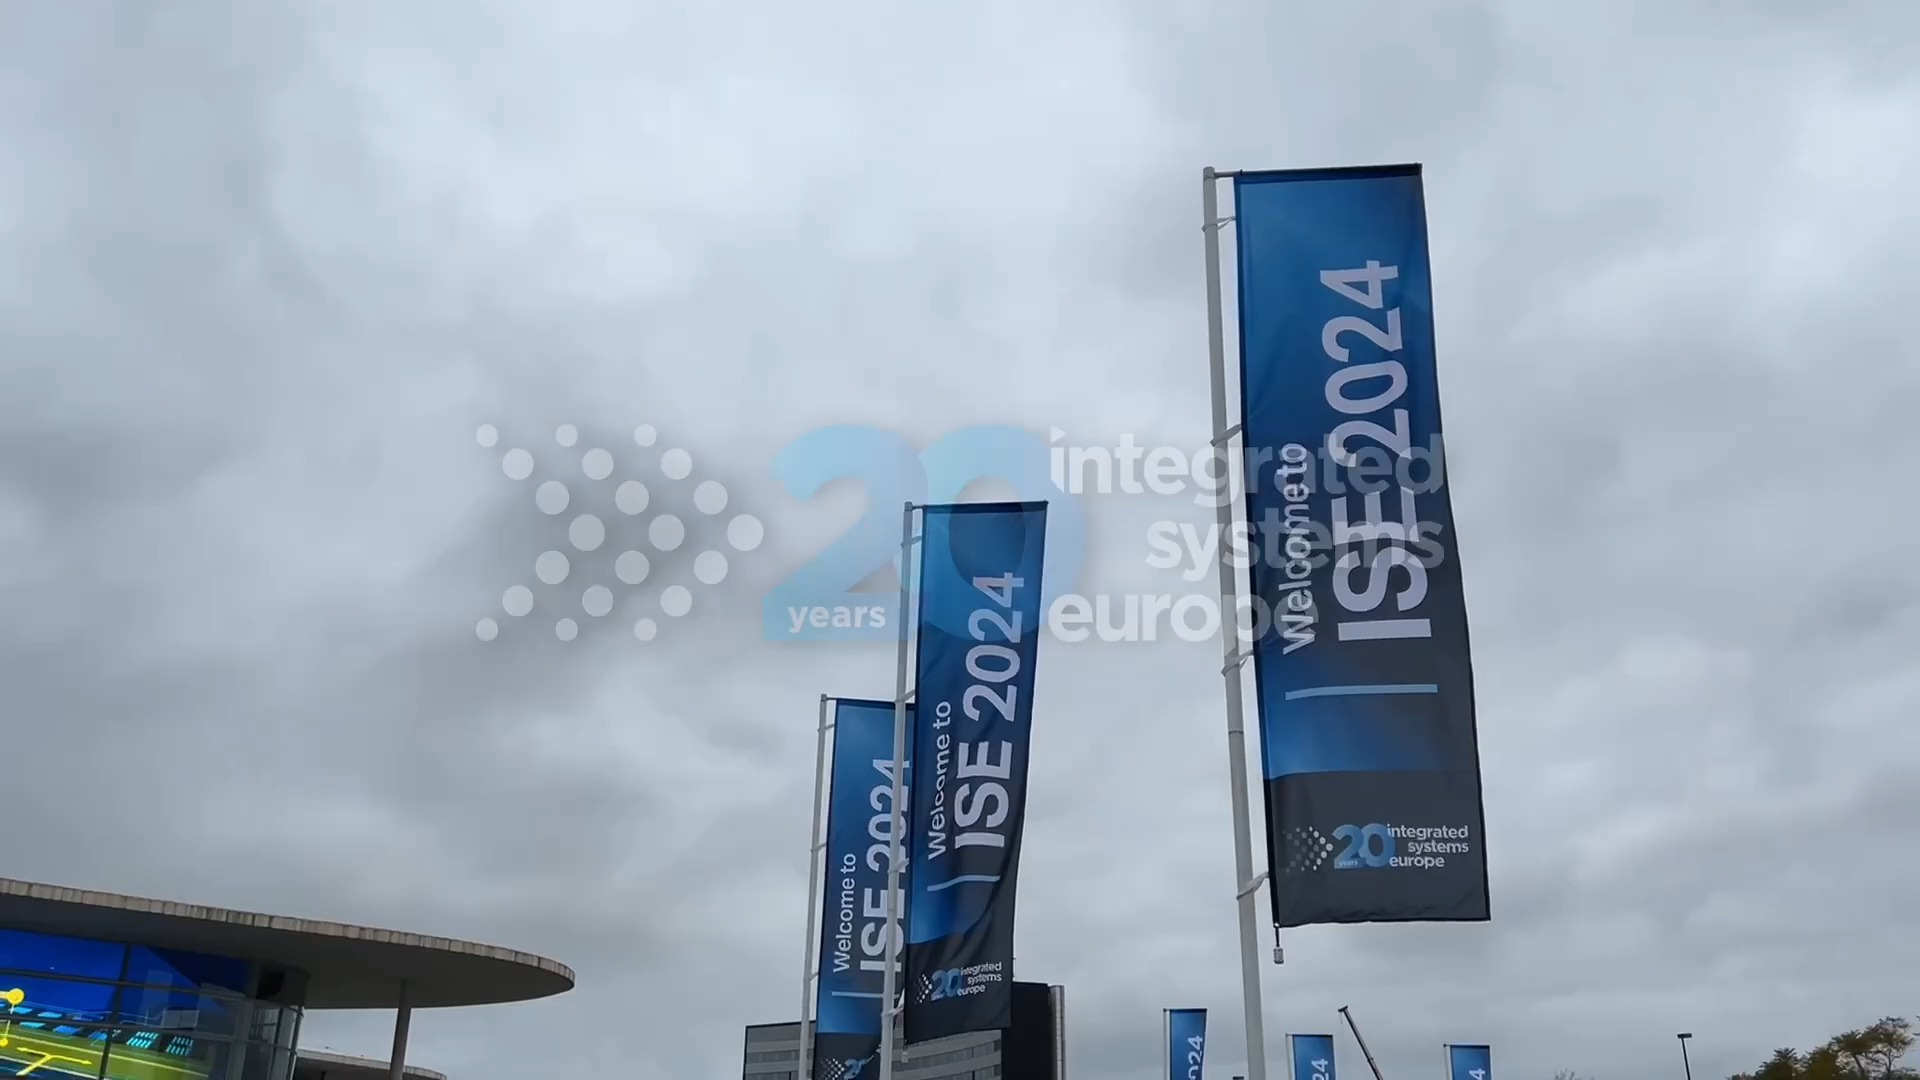 20 integrated
systems
years
europe
Welcome to
ISE 2024
20 integrated
years
systems
europe
Welcome to
ISE 2024
20 integrated
systems
europe
Welcome to
ISE 2024
2024
24
24